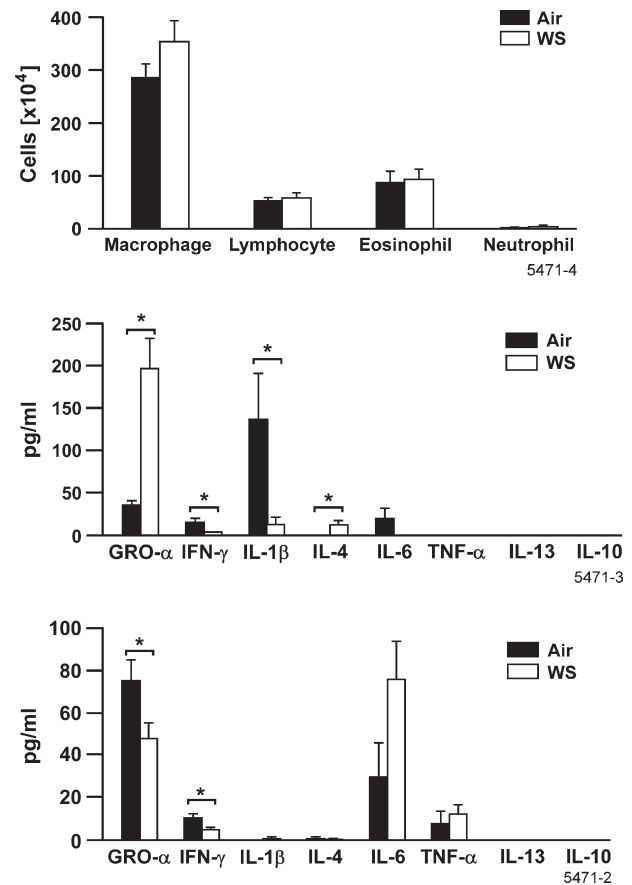 400
300
200
100
0
Cells [x10⁴]
Air
WS
Macrophage Lymphocyte Eosinophil Neutrophil
5471-4
250
200
150
100
50
0
pg/ml
Air
WS
* * * *
GRO-α IFN-γ IL-1β IL-4 IL-6 TNF-α IL-13 IL-10
5471-3
100
80
60
40
20
0
pg/ml
Air
WS
* *
GRO-α IFN-γ IL-1β IL-4 IL-6 TNF-α IL-13 IL-10
5471-2